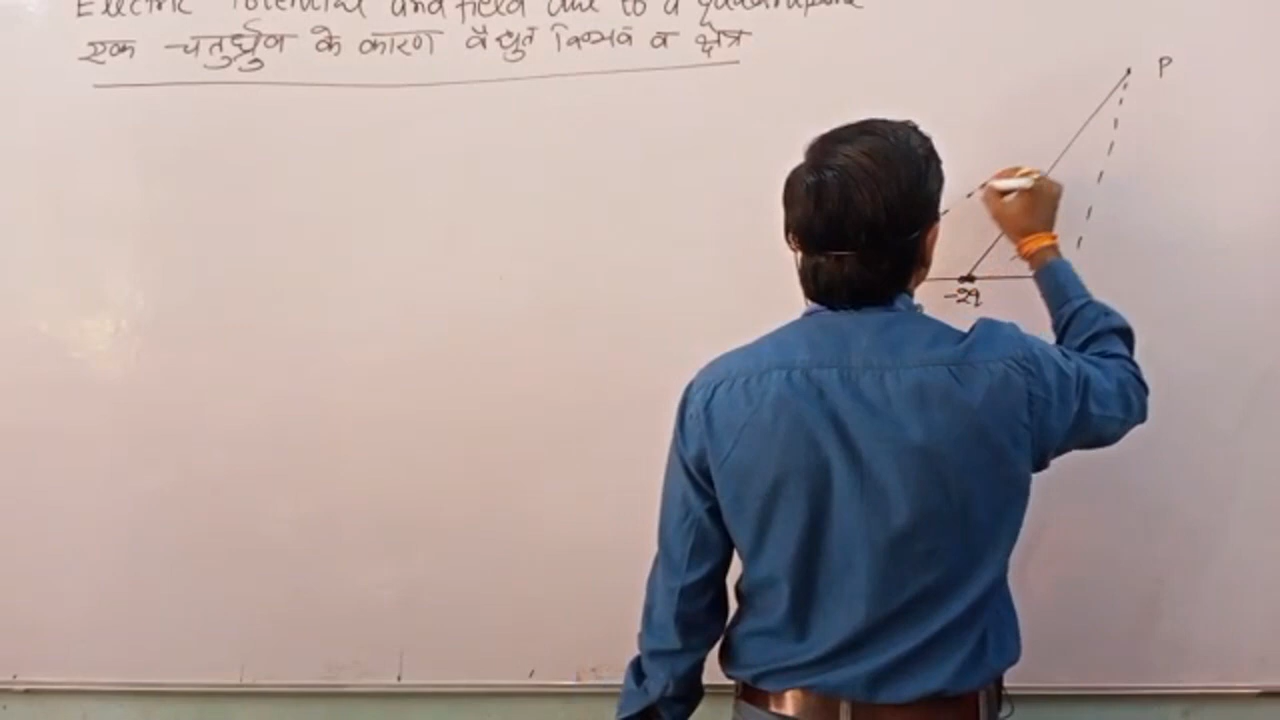 Electric Potential and field due to a quadrupole
एक चतुर्ध्रुव के कारण वैद्युत विभव व क्षेत्र
P
-2q